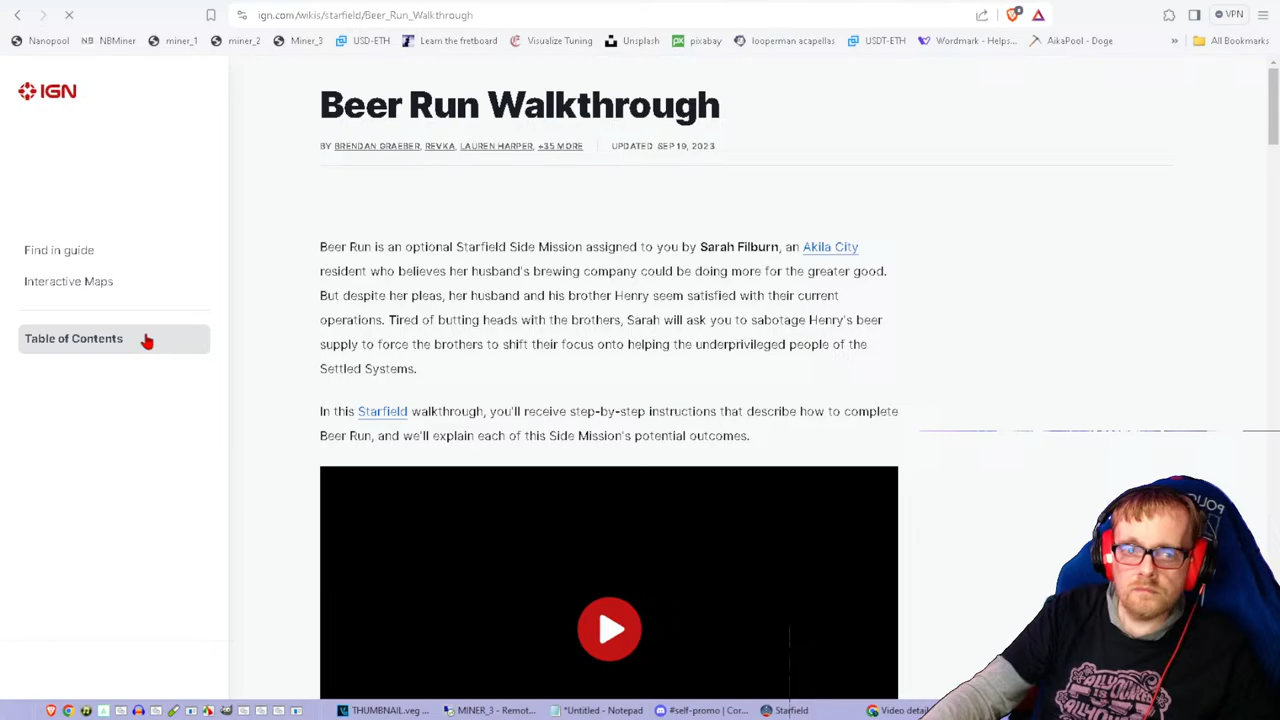 ign.com/wikis/starfield/Beer_Run_Walkthrough
VPN
Nanopool
NB NBMiner
miner_1
miner_2
Miner_3
USD-ETH
Learn the fretboard
Visualize Tuning
Unsplash
px pixabay
looperman acapellas
USDT-ETH
Wordmark - Helps...
AikaPool - Doge
»
All Bookmarks
IGN
Find in guide
Interactive Maps
Table of Contents
Beer Run Walkthrough
BY BRENDAN GRAEBER, REVKA, LAUREN HARPER, +35 MORE
UPDATED SEP 19, 2023
Beer Run is an optional Starfield Side Mission assigned to you by Sarah Filburn, an Akila City
resident who believes her husband's brewing company could be doing more for the greater good.
But despite her pleas, her husband and his brother Henry seem satisfied with their current
operations. Tired of butting heads with the brothers, Sarah will ask you to sabotage Henry's beer
supply to force the brothers to shift their focus onto helping the underprivileged people of the
Settled Systems.
In this Starfield walkthrough, you'll receive step-by-step instructions that describe how to complete
Beer Run, and we'll explain each of this Side Mission's potential outcomes.
THUMBNAIL.veg ...
MINER_3 - Remot...
*Untitled - Notepad
#self-promo | Cor...
Starfield
Video detail